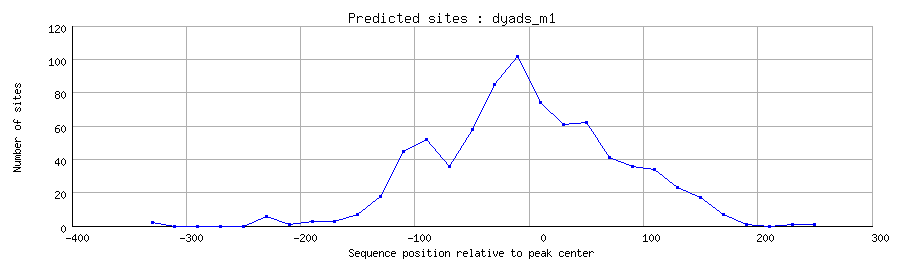 Predicted sites : dyads_m1
120
100
80
60
40
20
0
Number of sites
-400 -300 -200 -100 0 100 200 300
Sequence position relative to peak center